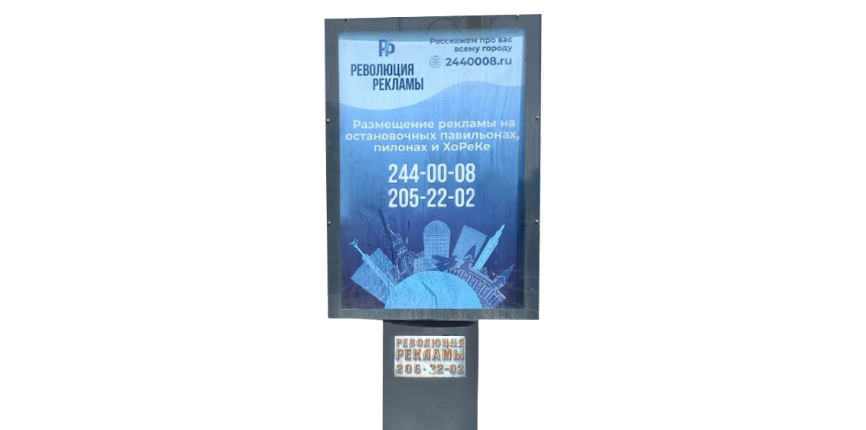 РР
РЕВОЛЮЦИЯ
РЕКЛАМЫ
Расскажем про вас
всему городу
2440008.ru
Размещение рекламы на
остановочных павильонах,
пилонах и ХоРеКе
244-00-08
205-22-02
РЕВОЛЮЦИЯ
РЕКЛАМЫ
205-22-02